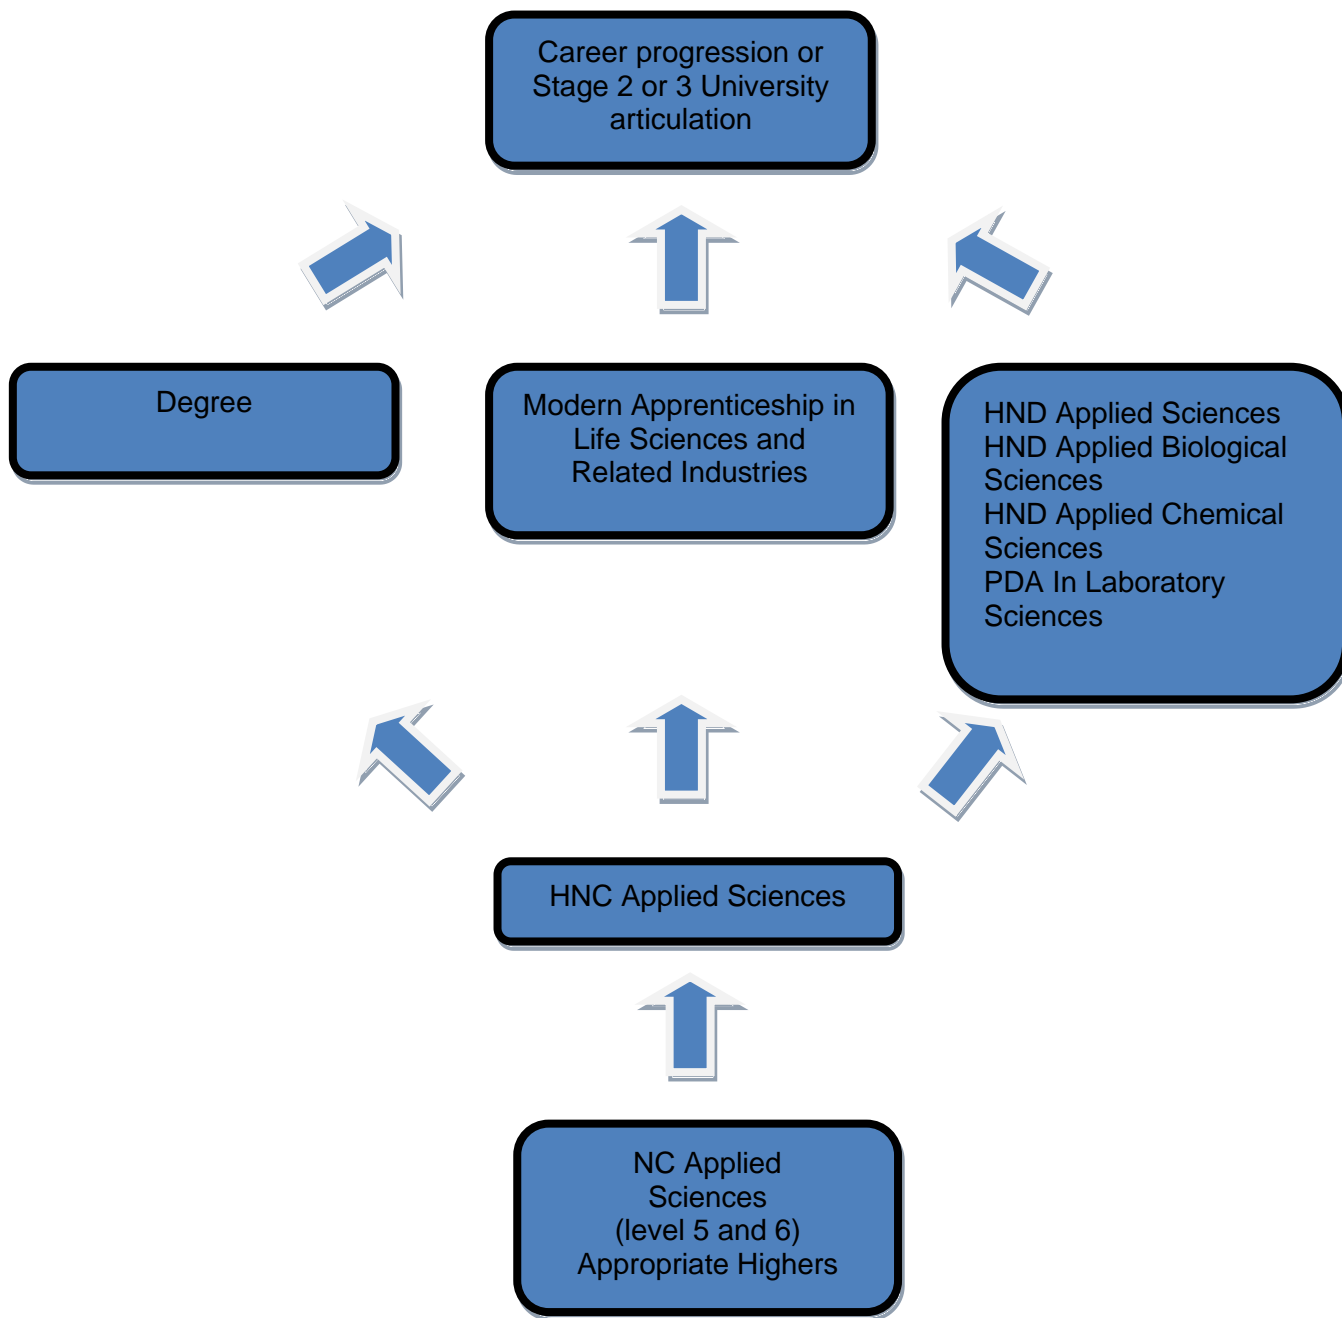 Career progression or
Stage 2 or 3 University
articulation
Degree
Modern Apprenticeship in
Life Sciences and
Related Industries
HND Applied Sciences
HND Applied Biological
Sciences
HND Applied Chemical
Sciences
PDA In Laboratory
Sciences
HNC Applied Sciences
NC Applied
Sciences
(level 5 and 6)
Appropriate Highers